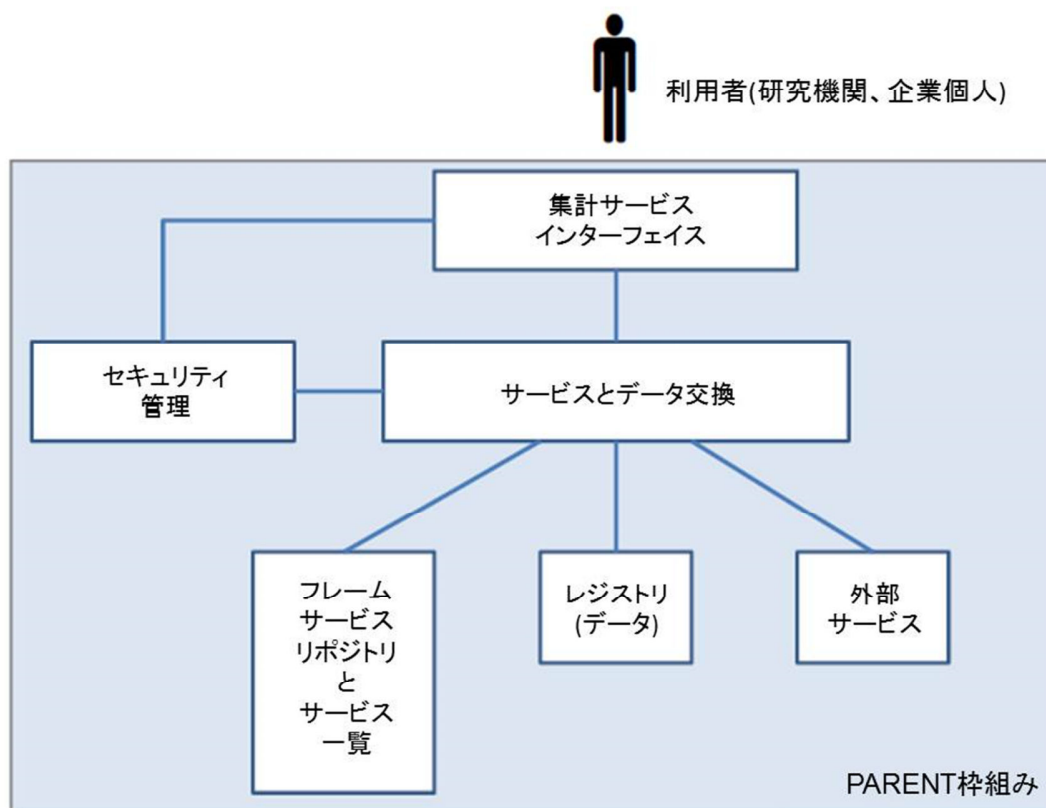 利用者(研究機関、企業個人)
集計サービス
インターフェイス
セキュリティ
管理
サービスとデータ交換
フレーム
サービス
リポジトリ
と
サービス
一覧
レジストリ
(データ)
外部
サービス
PARENT枠組み